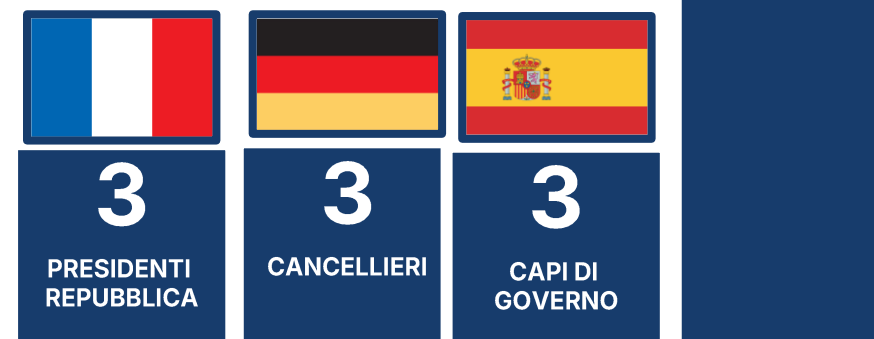 3
PRESIDENTI
REPUBBLICA
3
CANCELLIERI
3
CAPI DI
GOVERNO